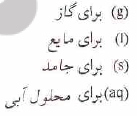 (g) برای گاز
(l) برای مایع
(s) برای جامد
(aq) برای محلول آبی